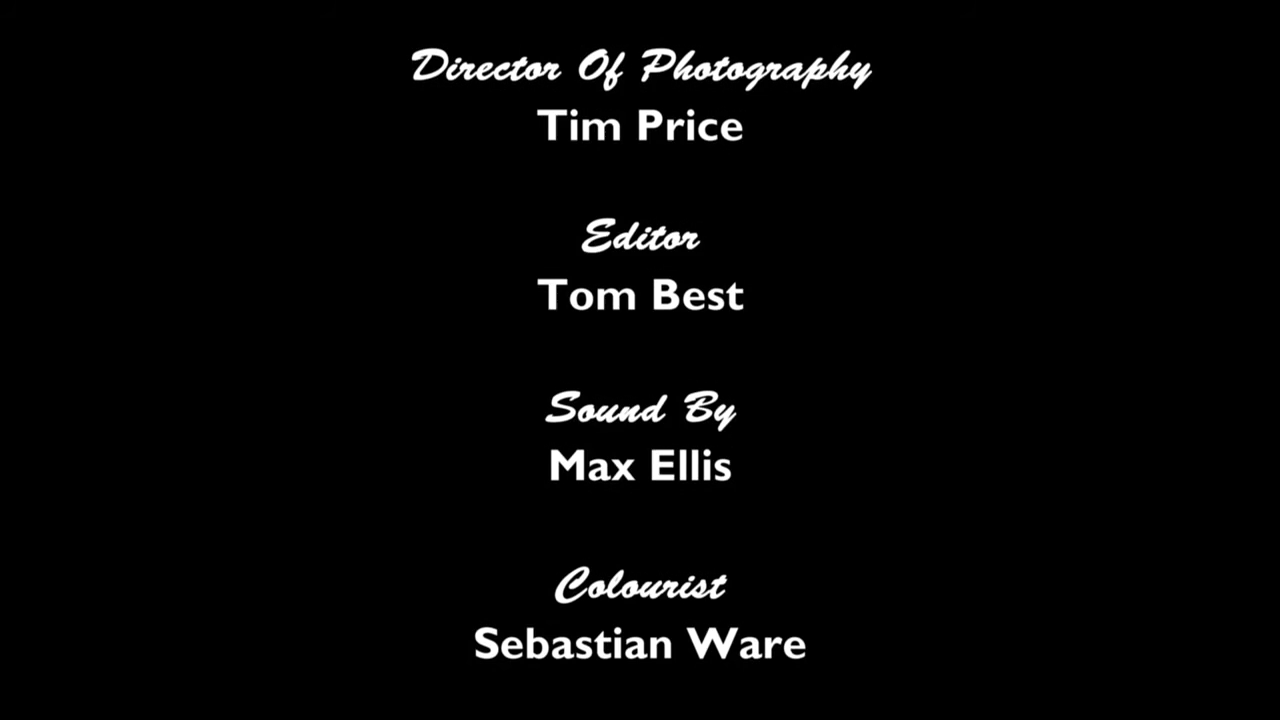 Director Of Photography
Tim Price
Editor
Tom Best
Sound By
Max Ellis
Colourist
Sebastian Ware